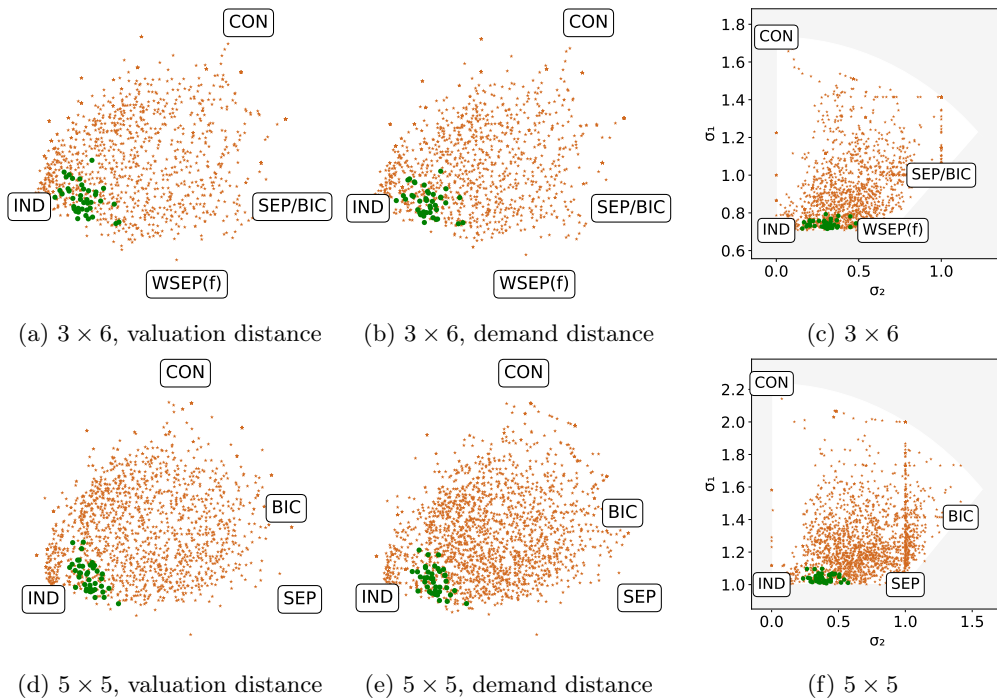 CON
IND
SEP/BIC
WSEP(f)
(a) 3 × 6, valuation distance
CON
IND
SEP/BIC
WSEP(f)
(b) 3 × 6, demand distance
1.8
1.6
1.4
1.2
1.0
0.8
0.6
σ₁
CON
SEP/BIC
IND
WSEP(f)
0.0 0.5 1.0
σ₂
(c) 3 × 6
CON
BIC
IND
SEP
(d) 5 × 5, valuation distance
CON
BIC
IND
SEP
(e) 5 × 5, demand distance
2.2
2.0
1.8
1.6
1.4
1.2
1.0
σ₁
CON
BIC
IND
SEP
0.0 0.5 1.0 1.5
σ₂
(f) 5 × 5